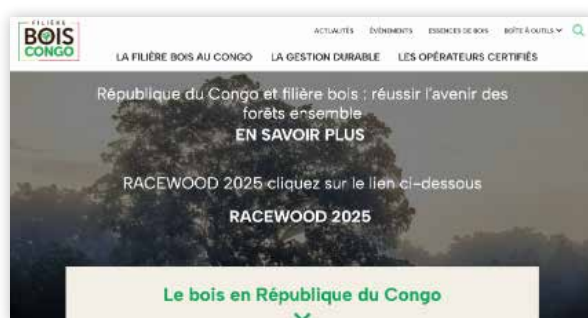 FILIÈRE
BOIS
CONGO
ACTUALITÉS ÉVÉNEMENTS ESSENCES DE BOIS BOÎTE À OUTILS
LA FILIÈRE BOIS AU CONGO LA GESTION DURABLE LES OPÉRATEURS CERTIFIÉS
République du Congo et filière bois : réussir l'avenir des
forêts ensemble
EN SAVOIR PLUS
RACEWOOD 2025 cliquez sur le lien ci-dessous
RACEWOOD 2025
Le bois en République du Congo